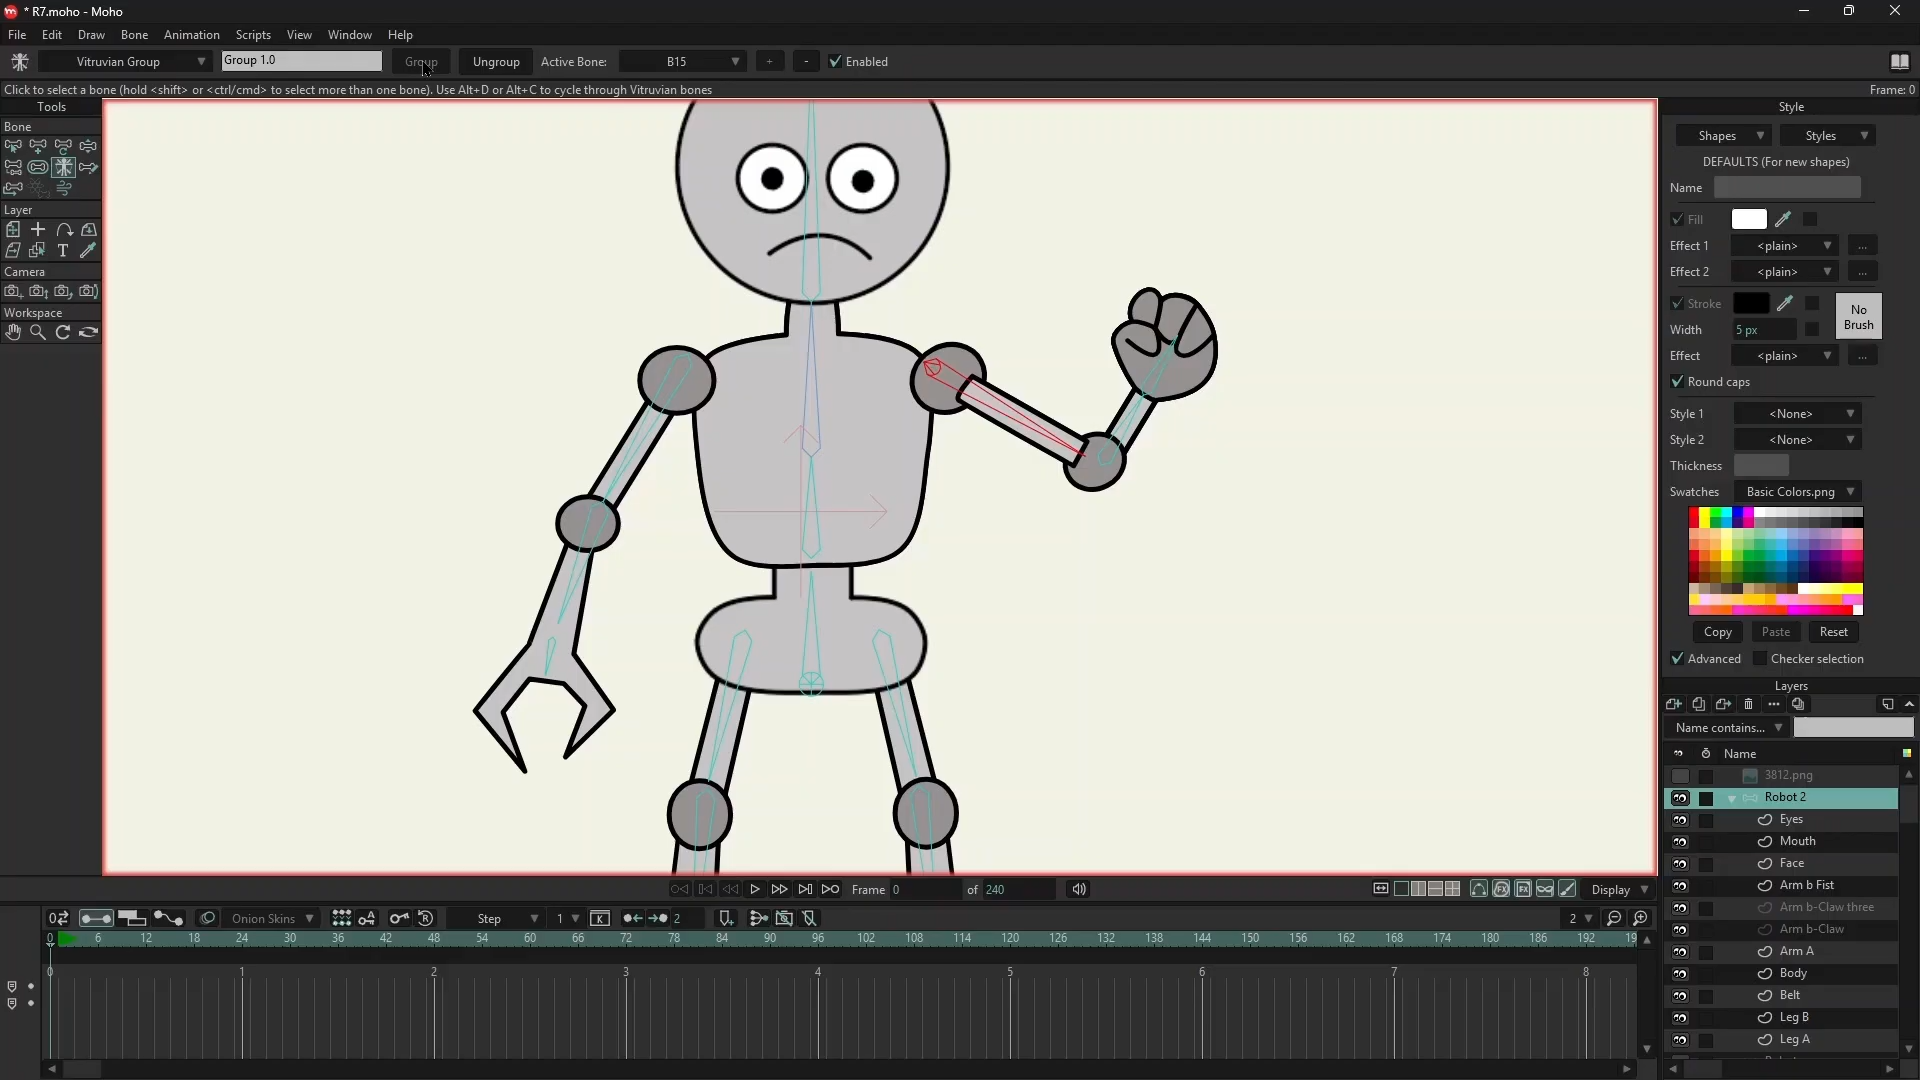 * R7.moho - Moho
File Edit Draw Bone Animation Scripts View Window Help
Vitruvian Group Group 1.0 Group Ungroup Active Bone: B15 + - Enabled
Click to select a bone (hold <shift> or <ctrl/cmd> to select more than one bone). Use Alt+D or Alt+C to cycle through Vitruvian bones Frame: 0
Tools
Bone
Layer
T
Camera
Workspace
Style
Shapes Styles
DEFAULTS (For new shapes)
Name
Fill
Effect 1 <plain> ...
Effect 2 <plain> ...
Stroke
No Brush
Width 5 px
Effect <plain> ...
Round caps
Style 1 <None>
Style 2 <None>
Thickness
Swatches Basic Colors.png
Copy Paste Reset
Advanced Checker selection
Layers
Name contains...
Name
3812.png
Robot 2
Eyes
Mouth
Face
Arm b Fist
Arm b-Claw three
Arm b-Claw
Arm A
Body
Belt
Leg B
Leg A
Frame 0 of 240 Display
Onion Skins Step 1 2 2
0 6 12 18 24 30 36 42 48 54 60 66 72 78 84 90 96 102 108 114 120 126 132 138 144 150 156 162 168 174 180 186 192 19
0 1 2 3 4 5 6 7 8